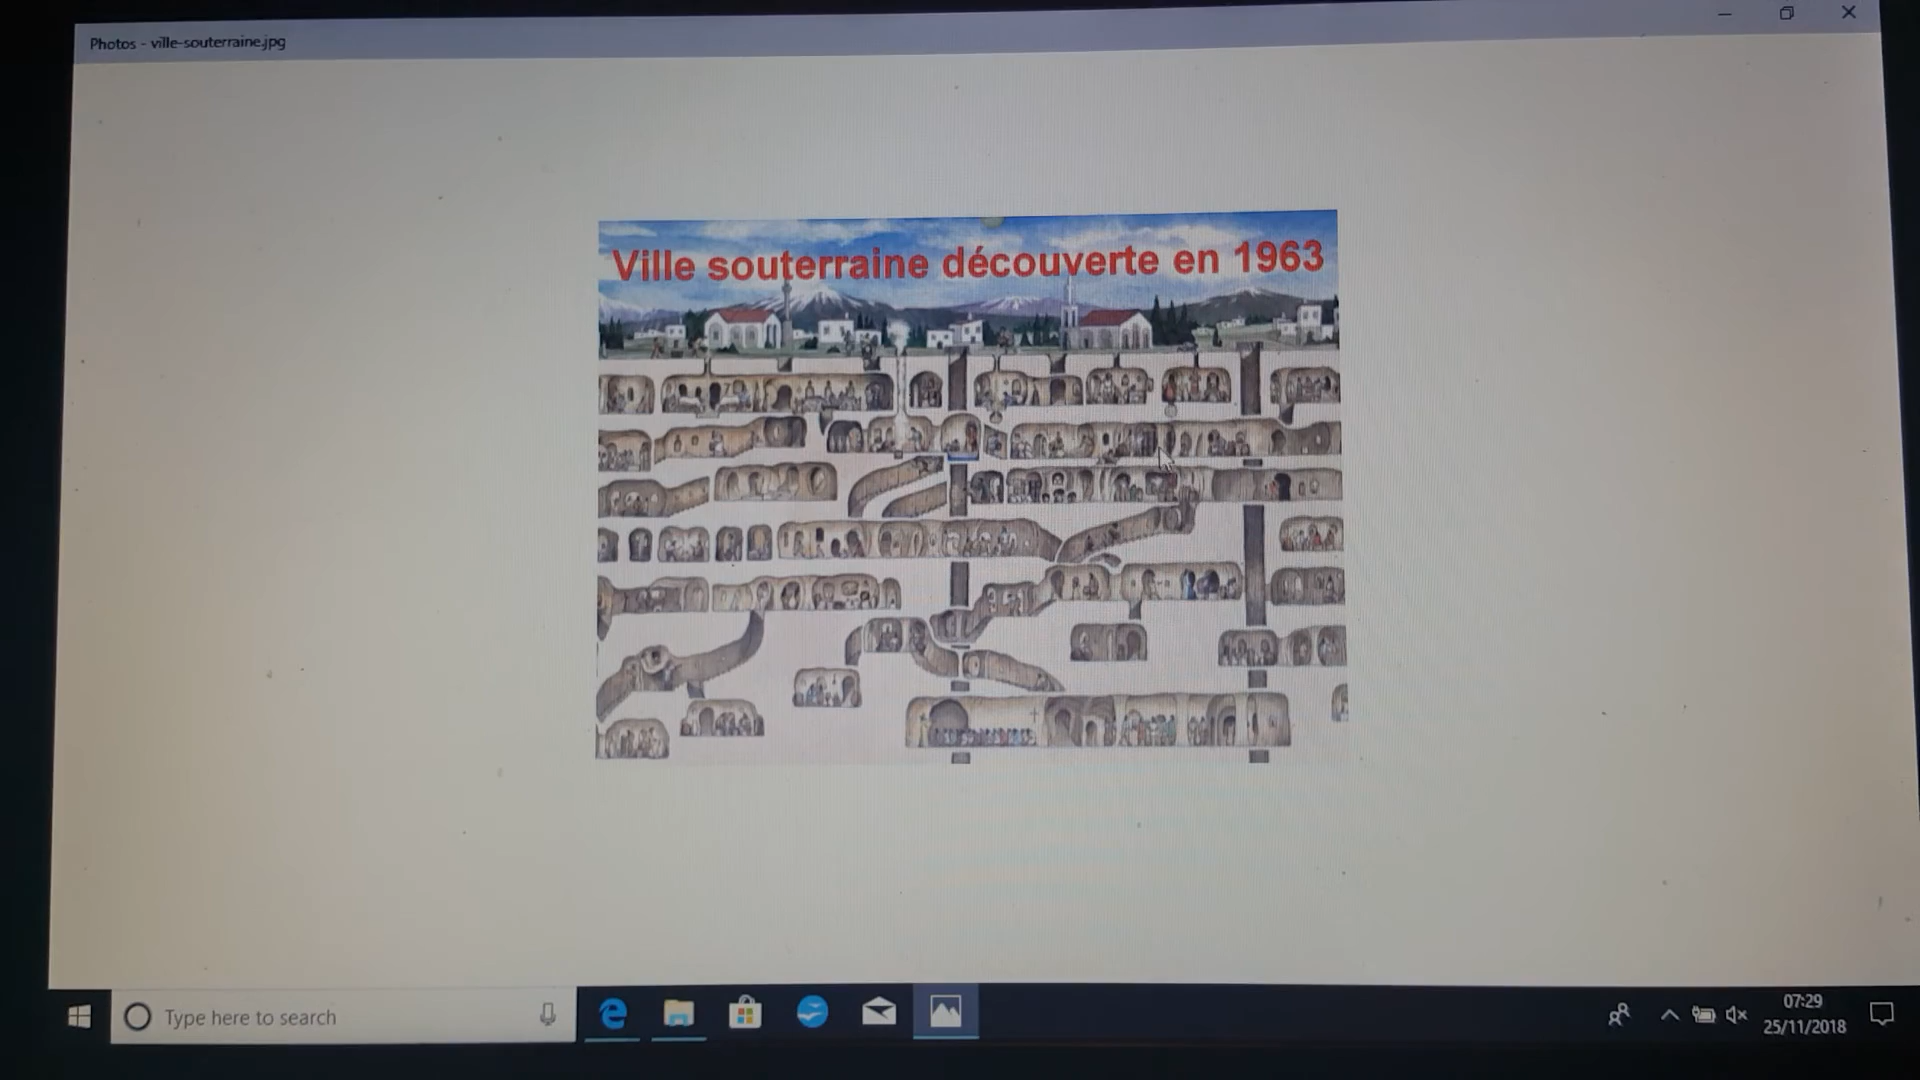 Photos - ville-souterraine.jpg
Ville souterraine découverte en 1963
Type here to search
07:29
25/11/2018